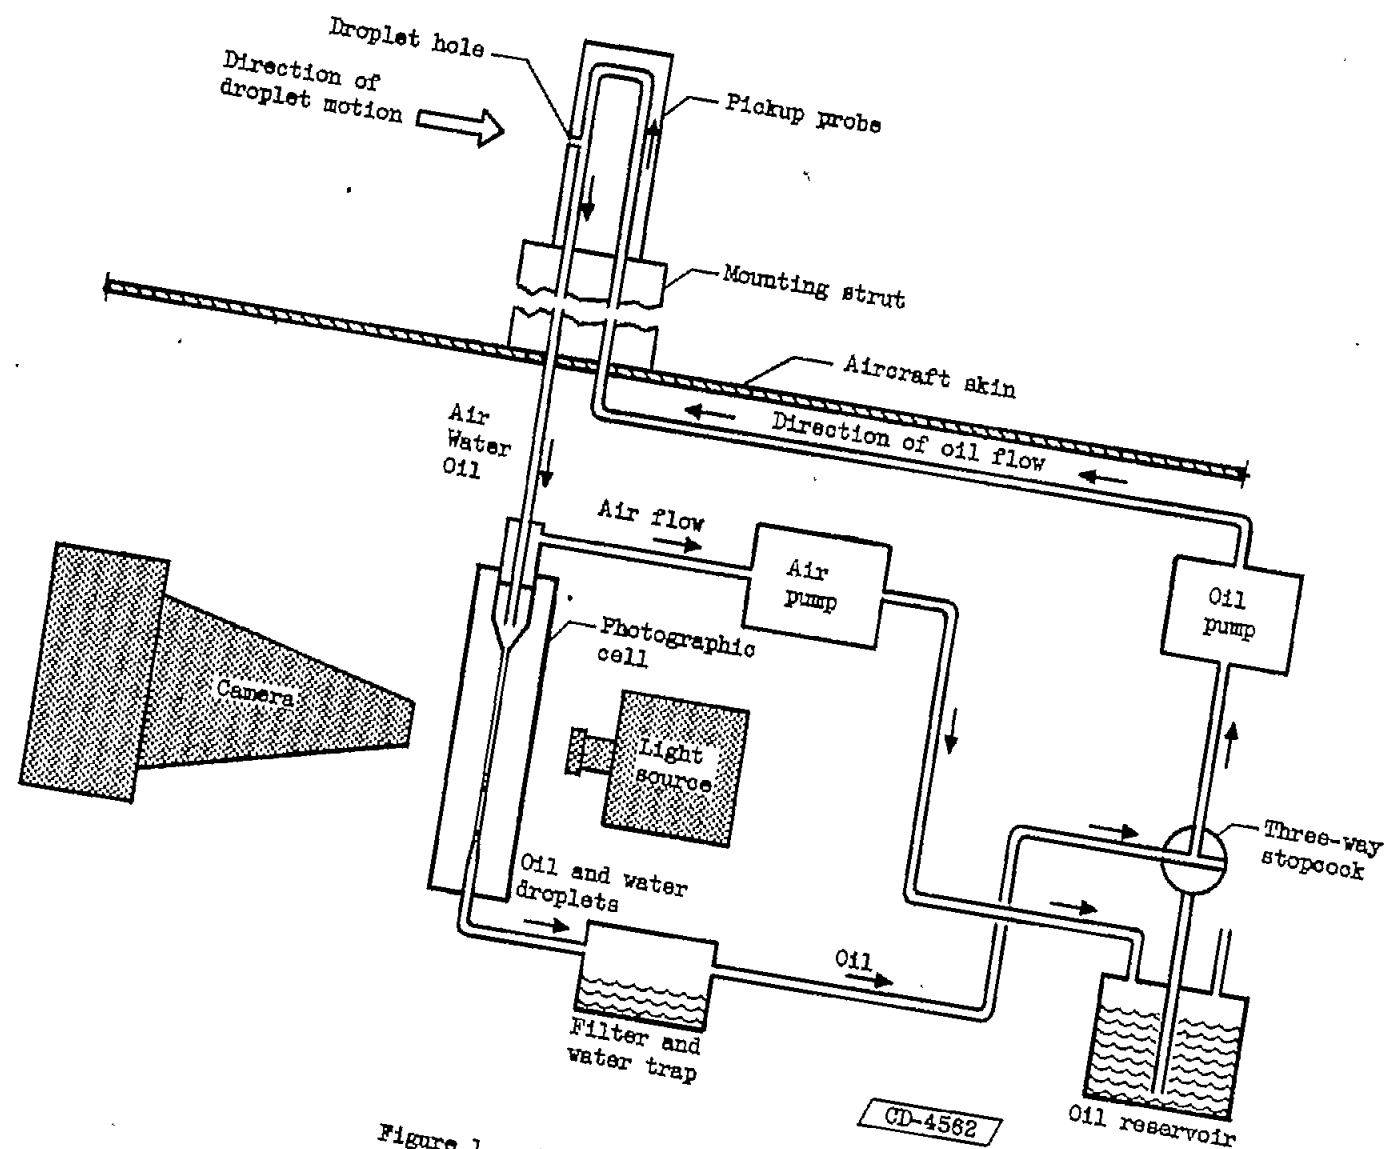 Droplet hole
Direction of
droplet motion
Pickup probe
Mounting strut
Aircraft skin
Air
Water
Oil
Direction of oil flow
Air flow
Air
pump
Oil
pump
Photographic
cell
Camera
Light
source
Three-way
stopcock
Oil and water
droplets
Oil
Filter and
water trap
CD-4562
Oil reservoir
Figure 1